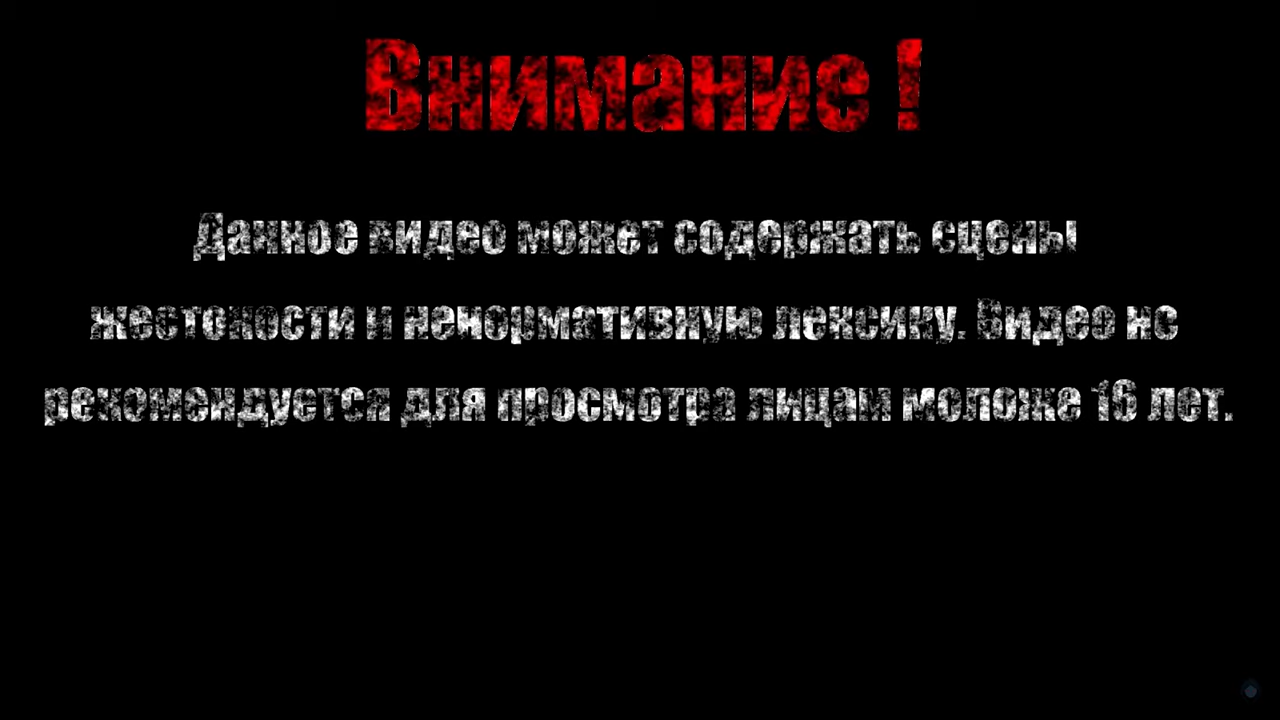 Внимание !
Данное видео может содержать сцены
жестокости и ненормативную лексику. Видео не
рекомендуется для просмотра лицам моложе 16 лет.